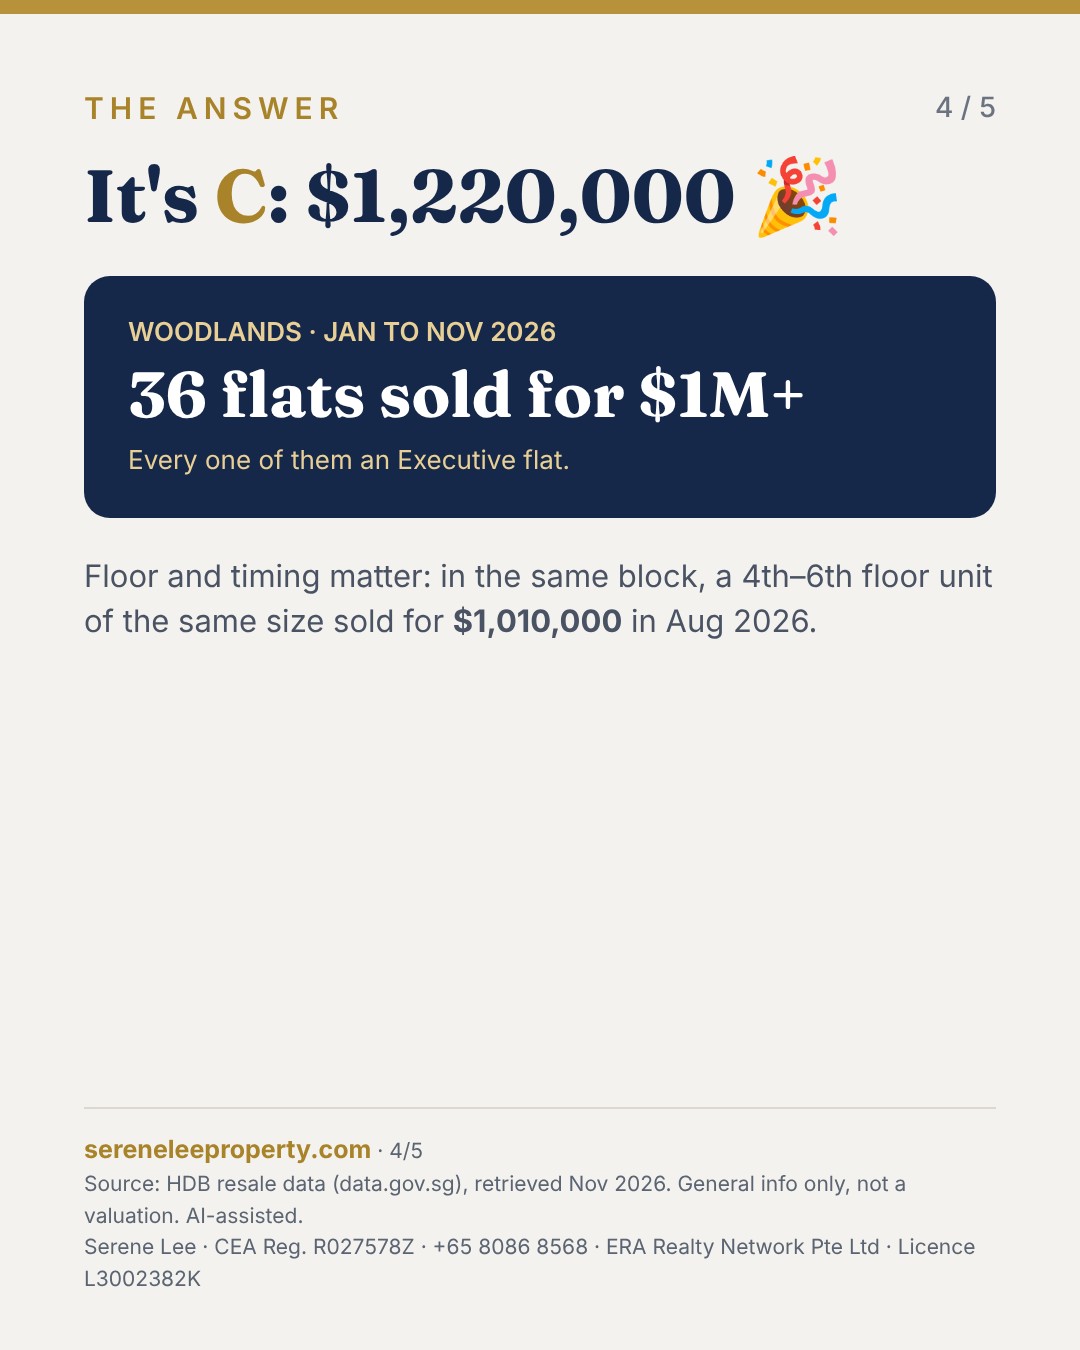 THE ANSWER
4 / 5
It's C: $1,220,000 🎉
WOODLANDS · JAN TO NOV 2026
36 flats sold for $1M+
Every one of them an Executive flat.
Floor and timing matter: in the same block, a 4th–6th floor unit
of the same size sold for $1,010,000 in Aug 2026.
sereneleeproperty.com · 4/5
Source: HDB resale data (data.gov.sg), retrieved Nov 2026. General info only, not a
valuation. AI-assisted.
Serene Lee · CEA Reg. R027578Z · +65 8086 8568 · ERA Realty Network Pte Ltd · Licence
L3002382K